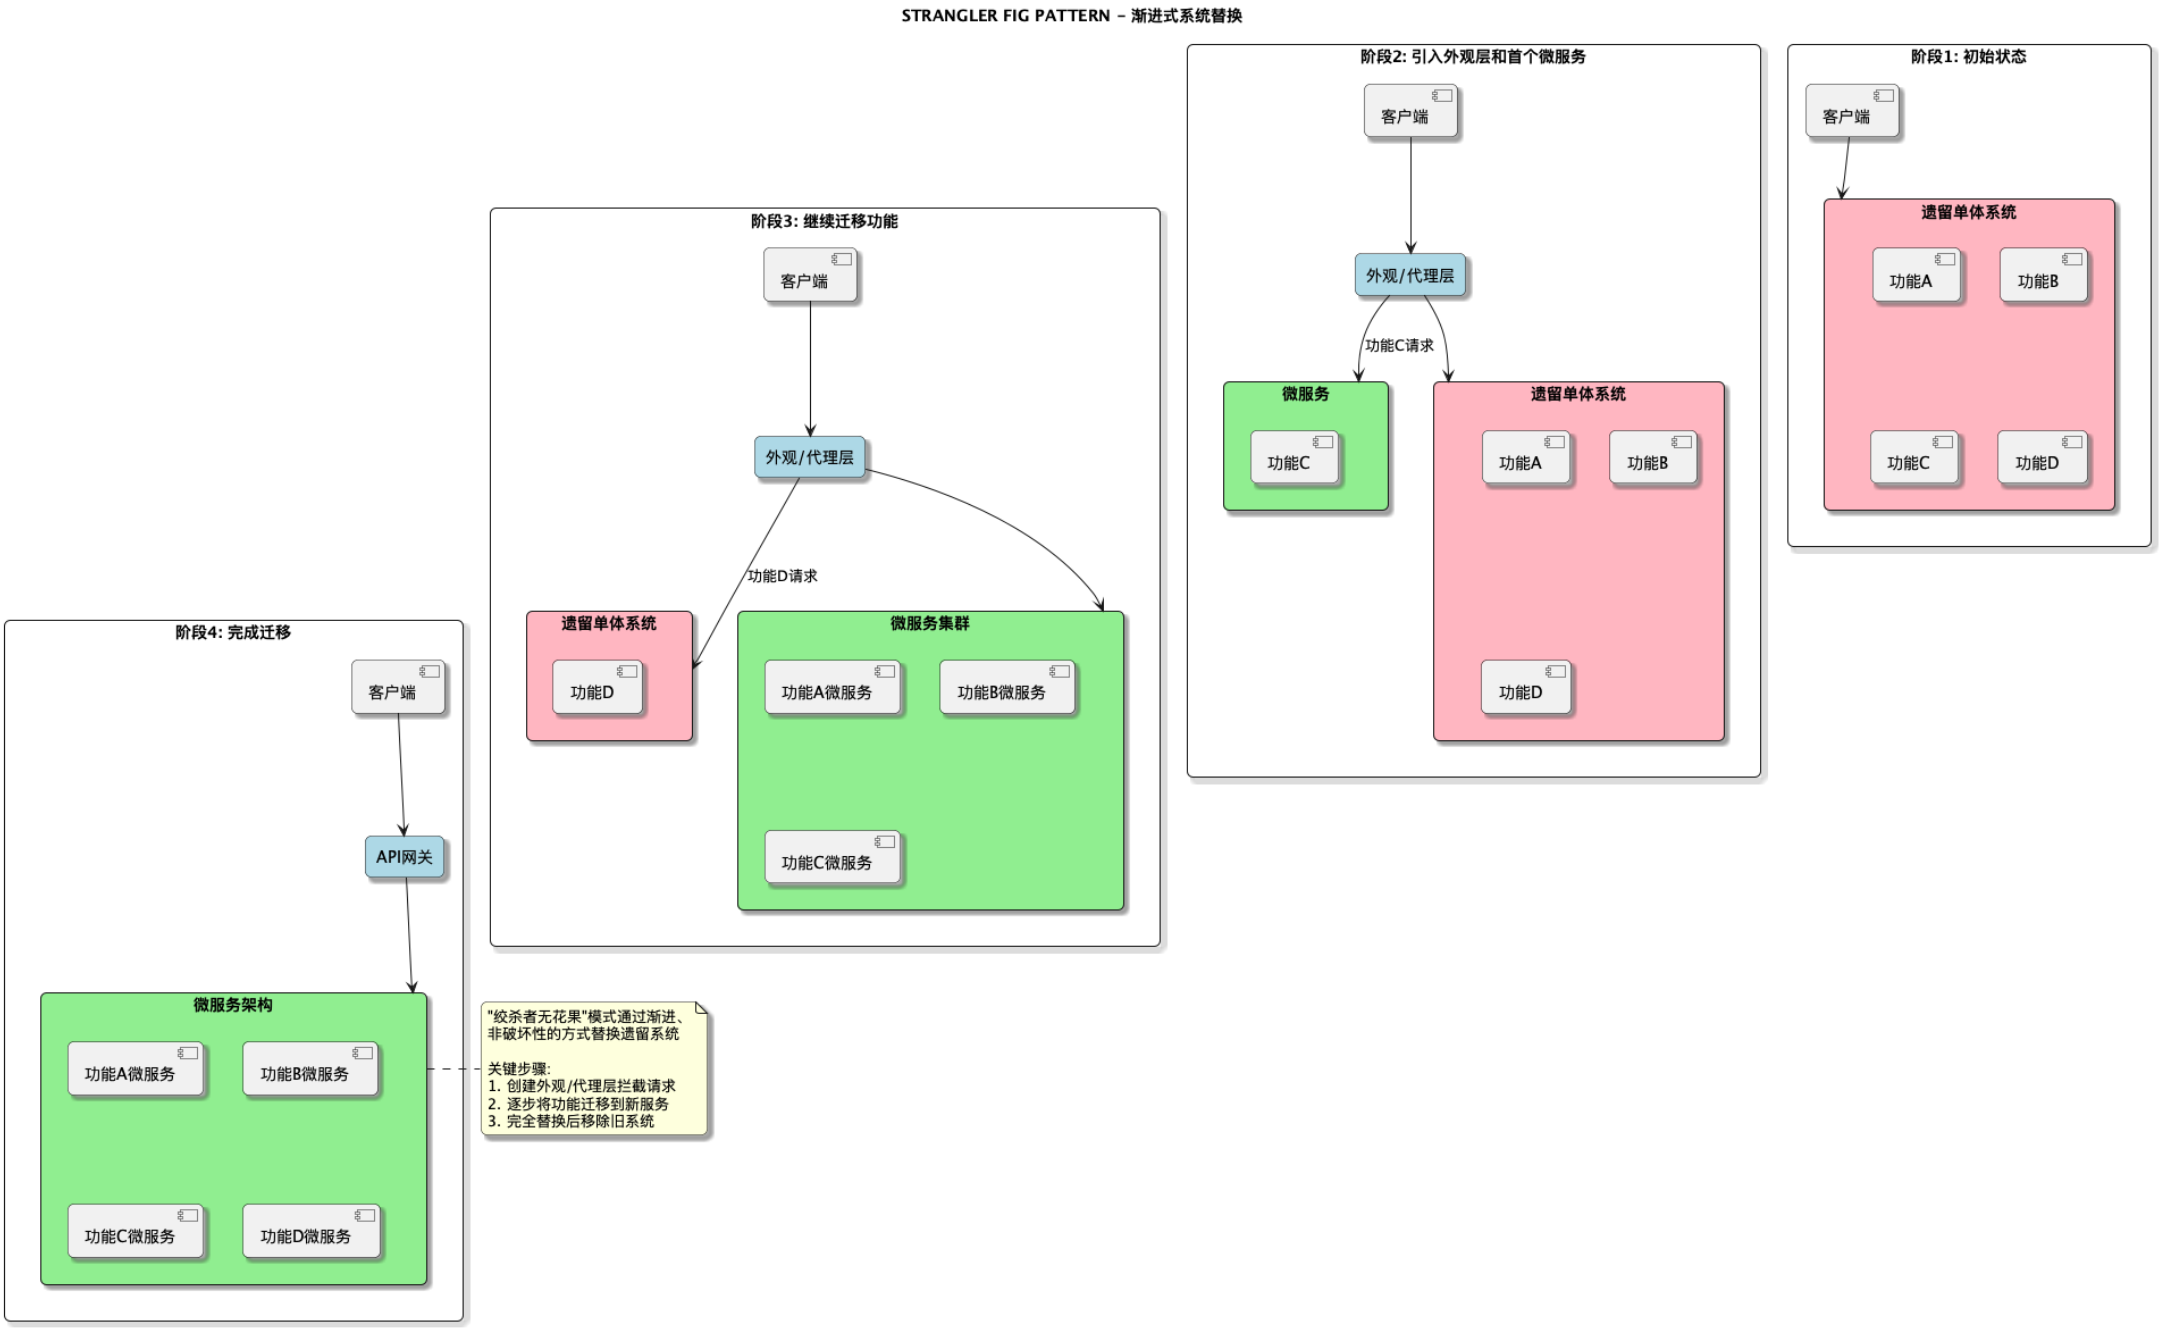 STRANGLER FIG PATTERN - 渐进式系统替换
阶段1: 初始状态
客户端
遗留单体系统
功能A
功能B
功能C
功能D
阶段2: 引入外观层和首个微服务
客户端
外观/代理层
功能C请求
微服务
功能C
遗留单体系统
功能A
功能B
功能D
阶段3: 继续迁移功能
客户端
外观/代理层
功能D请求
遗留单体系统
功能D
微服务集群
功能A微服务
功能B微服务
功能C微服务
阶段4: 完成迁移
客户端
API网关
微服务架构
功能A微服务
功能B微服务
功能C微服务
功能D微服务
"绞杀者无花果"模式通过渐进、
非破坏性的方式替换遗留系统
关键步骤:
1. 创建外观/代理层拦截请求
2. 逐步将功能迁移到新服务
3. 完全替换后移除旧系统